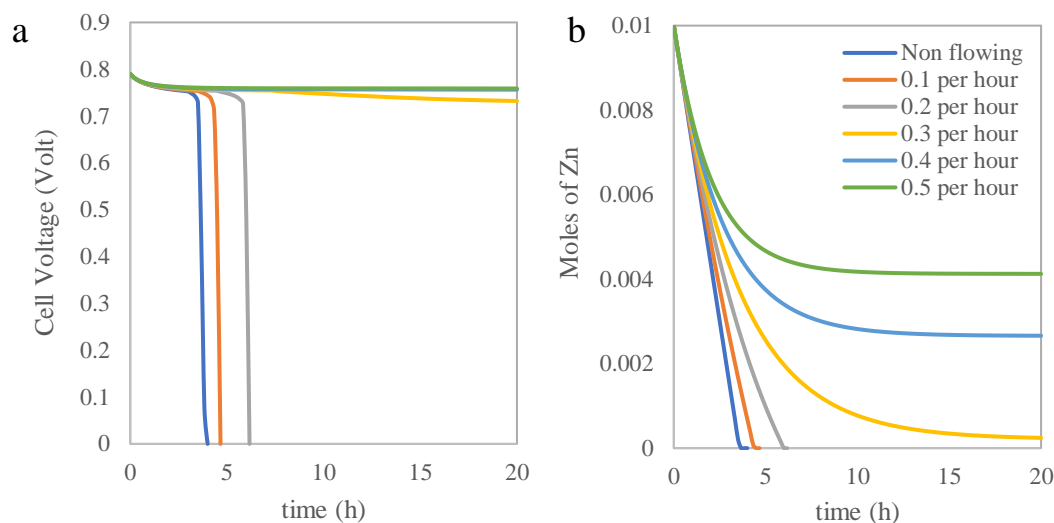 a
Cell Voltage (Volt)
0.9
0.8
0.7
0.6
0.5
0.4
0.3
0.2
0.1
0
0 5 10 15 20
time (h)
b
Moles of Zn
0.01
0.008
0.006
0.004
0.002
0
0 5 10 15 20
time (h)
Non flowing
0.1 per hour
0.2 per hour
0.3 per hour
0.4 per hour
0.5 per hour